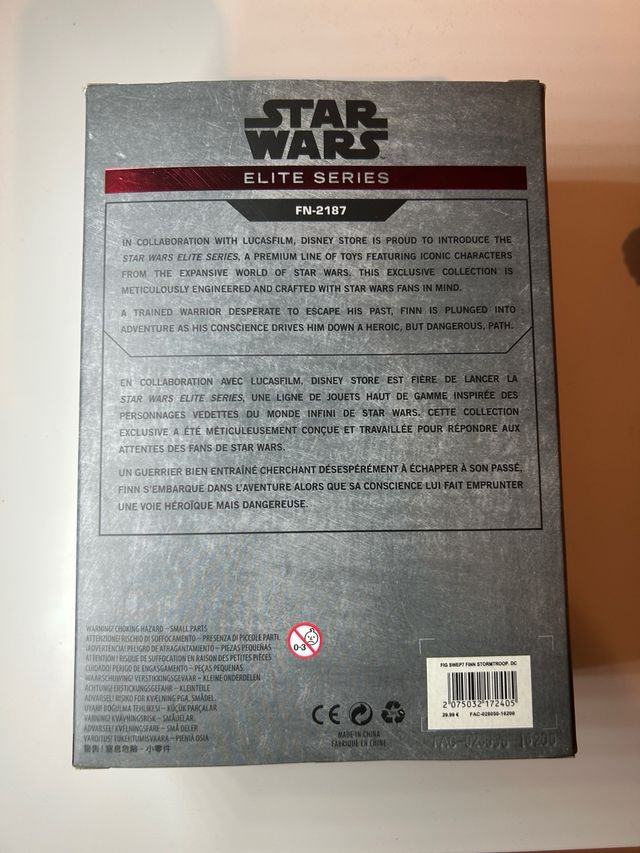 STAR
WARS
ELITE SERIES
FN-2187
IN COLLABORATION WITH LUCASFILM, DISNEY STORE IS PROUD TO INTRODUCE THE
STAR WARS ELITE SERIES, A PREMIUM LINE OF TOYS FEATURING ICONIC CHARACTERS
FROM THE EXPANSIVE WORLD OF STAR WARS. THIS EXCLUSIVE COLLECTION IS
METICULOUSLY ENGINEERED AND CRAFTED WITH STAR WARS FANS IN MIND.
A TRAINED WARRIOR DESPERATE TO ESCAPE HIS PAST, FINN IS PLUNGED INTO
ADVENTURE AS HIS CONSCIENCE DRIVES HIM DOWN A HEROIC, BUT DANGEROUS, PATH.
EN COLLABORATION AVEC LUCASFILM, DISNEY STORE EST FIÈRE DE LANCER LA
STAR WARS ELITE SERIES, UNE LIGNE DE JOUETS HAUT DE GAMME INSPIRÉE DES
PERSONNAGES VEDETTES DU MONDE INFINI DE STAR WARS. CETTE COLLECTION
EXCLUSIVE A ÉTÉ MÉTICULEUSEMENT CONÇUE ET TRAVAILLÉE POUR RÉPONDRE AUX
ATTENTES DES FANS DE STAR WARS.
UN GUERRIER BIEN ENTRAÎNÉ CHERCHANT DÉSESPÉRÉMENT À ÉCHAPPER À SON PASSÉ,
FINN S'EMBARQUE DANS L'AVENTURE ALORS QUE SA CONSCIENCE LUI FAIT EMPRUNTER
UNE VOIE HÉROÏQUE MAIS DANGEREUSE.
WARNING! CHOKING HAZARD – SMALL PARTS
ATTENZIONE! RISCHIO DI SOFFOCAMENTO – PRESENZA DI PICCOLE PARTI.
¡ADVERTENCIA! PELIGRO DE ATRAGANTAMIENTO – PIEZAS PEQUEÑAS
ATTENTION ! RISQUE DE SUFFOCATION EN RAISON DES PETITES PIÈCES
CUIDADO! PERIGO DE ENGASGAMENTO – PEÇAS PEQUENAS
WAARSCHUWING! VERSTIKKINGSGEVAAR – KLEINE ONDERDELEN
ACHTUNG! ERSTICKUNGSGEFAHR – KLEINTEILE
ADVARSEL! RISIKO FOR KVÆLNING PGA. SMÅDEL.
UYARI! BOĞULMA TEHLİKESİ – KÜÇÜK PARÇALAR
VARNING! KVÄVNINGSRISK – SMÅDELAR.
ADVARSEL! KVELNINGSFARE – SMÅ DELER
VAROITUS! TUKEHTUMISVAARA – PIENIÄ OSIA
警告! 窒息危險 - 小零件
0-3
CE
MADE IN CHINA
FABRIQUÉ EN CHINE
FIG SWEP7 FINN STORMTROOP. DC
2 075032 172405
29.99 € FAC-026898-16208
FAC-026898-16208